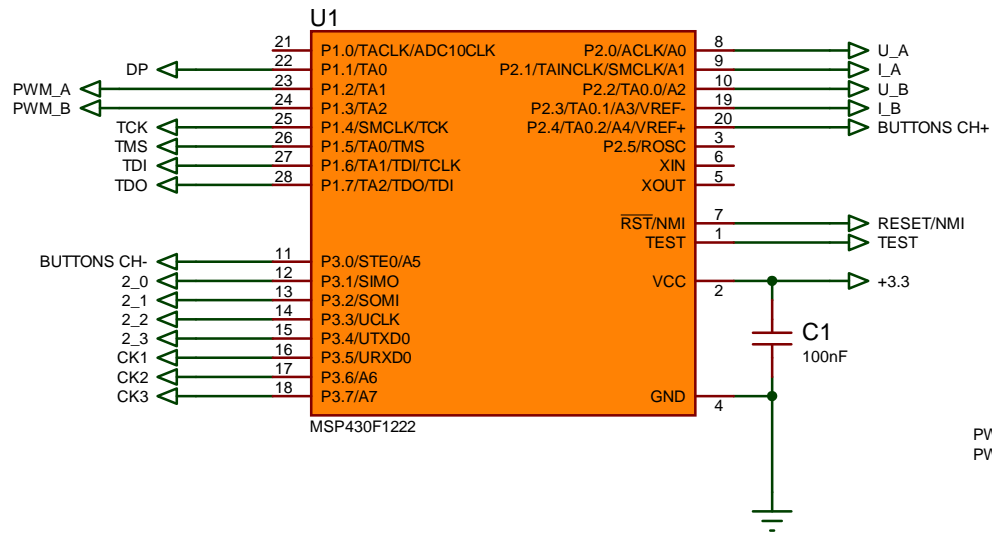 U1
21 P1.0/TACLK/ADC10CLK P2.0/ACLK/A0 8 U_A
DP 22 P1.1/TA0 P2.1/TAINCLK/SMCLK/A1 9 I_A
PWM_A 23 P1.2/TA1 P2.2/TA0.0/A2 10 U_B
PWM_B 24 P1.3/TA2 P2.3/TA0.1/A3/VREF- 19 I_B
TCK 25 P1.4/SMCLK/TCK P2.4/TA0.2/A4/VREF+ 20 BUTTONS CH+
TMS 26 P1.5/TA0/TMS P2.5/ROSC 3
TDI 27 P1.6/TA1/TDI/TCLK XIN 6
TDO 28 P1.7/TA2/TDO/TDI XOUT 5
RST/NMI 7 RESET/NMI
TEST 1 TEST
BUTTONS CH- 11 P3.0/STE0/A5
2_0 12 P3.1/SIMO VCC 2 +3.3
2_1 13 P3.2/SOMI
2_2 14 P3.3/UCLK
2_3 15 P3.4/UTXD0
CK1 16 P3.5/URXD0
CK2 17 P3.6/A6
CK3 18 P3.7/A7 GND 4
C1
100nF
MSP430F1222